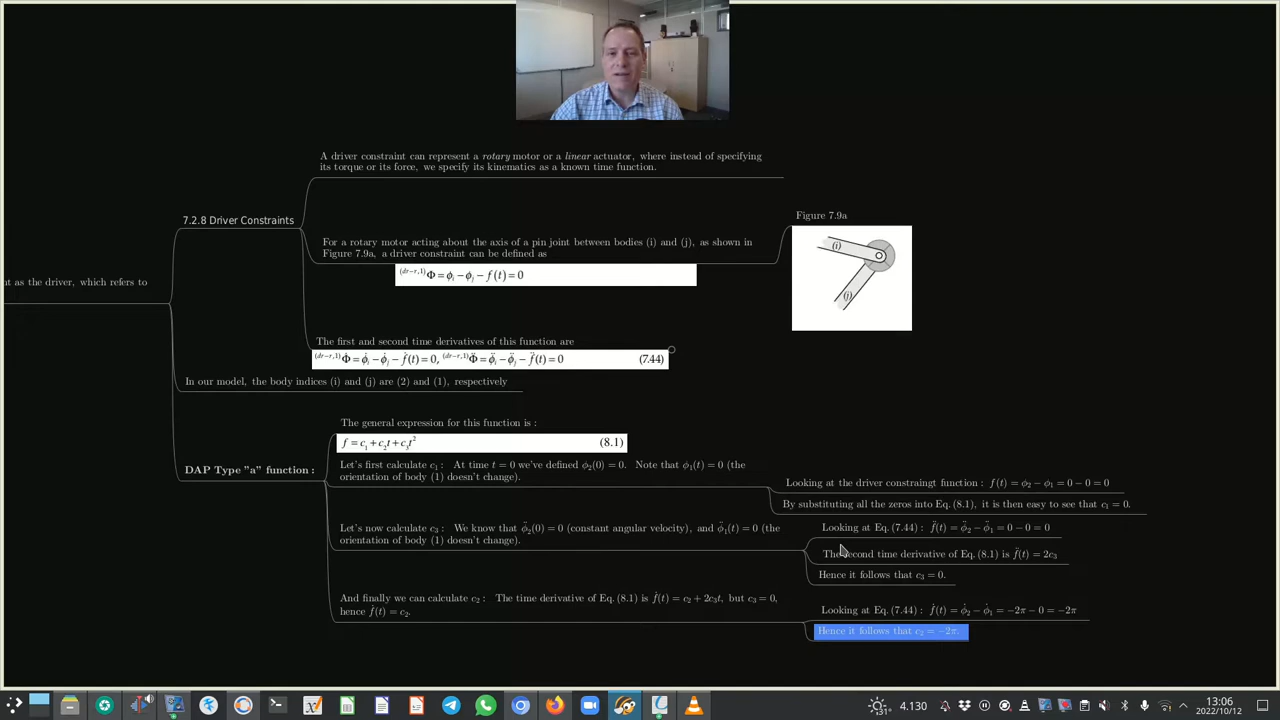 A driver constraint can represent a rotary motor or a linear actuator, where instead of specifying
its torque or its force, we specify its kinematics as a known time function.
7.2.8 Driver Constraints
Figure 7.9a
For a rotary motor acting about the axis of a pin joint between bodies (i) and (j), as shown in
Figure 7.9a, a driver constraint can be defined as
(i)
(j)
(dr−r,1)Φ = ϕᵢ − ϕⱼ − f(t) = 0
nt as the driver, which refers to
The first and second time derivatives of this function are
(dr−r,1)Φ̇ = ϕ̇ᵢ − ϕ̇ⱼ − ḟ(t) = 0, (dr−r,1)Φ̈ = ϕ̈ᵢ − ϕ̈ⱼ − f̈(t) = 0 (7.44)
In our model, the body indices (i) and (j) are (2) and (1), respectively
The general expression for this function is :
f = c₁ + c₂t + c₃t² (8.1)
DAP Type "a" function :
Let's first calculate c₁ : At time t = 0 we've defined ϕ₂(0) = 0. Note that ϕ₁(t) = 0 (the
orientation of body (1) doesn't change).
Looking at the driver constraingt function : f(t) = ϕ₂ − ϕ₁ = 0 − 0 = 0
By substituting all the zeros into Eq. (8.1), it is then easy to see that c₁ = 0.
Let's now calculate c₃ : We know that ϕ̈₂(0) = 0 (constant angular velocity), and ϕ̈₁(t) = 0 (the
orientation of body (1) doesn't change).
Looking at Eq. (7.44) : f̈(t) = ϕ̈₂ − ϕ̈₁ = 0 − 0 = 0
The second time derivative of Eq. (8.1) is f̈(t) = 2c₃
Hence it follows that c₃ = 0.
And finally we can calculate c₂ : The time derivative of Eq. (8.1) is ḟ(t) = c₂ + 2c₃t, but c₃ = 0,
hence ḟ(t) = c₂.
Looking at Eq. (7.44) : ḟ(t) = ϕ̇₂ − ϕ̇₁ = −2π − 0 = −2π
Hence it follows that c₂ = −2π.
31°
4.130
13:06
2022/10/12